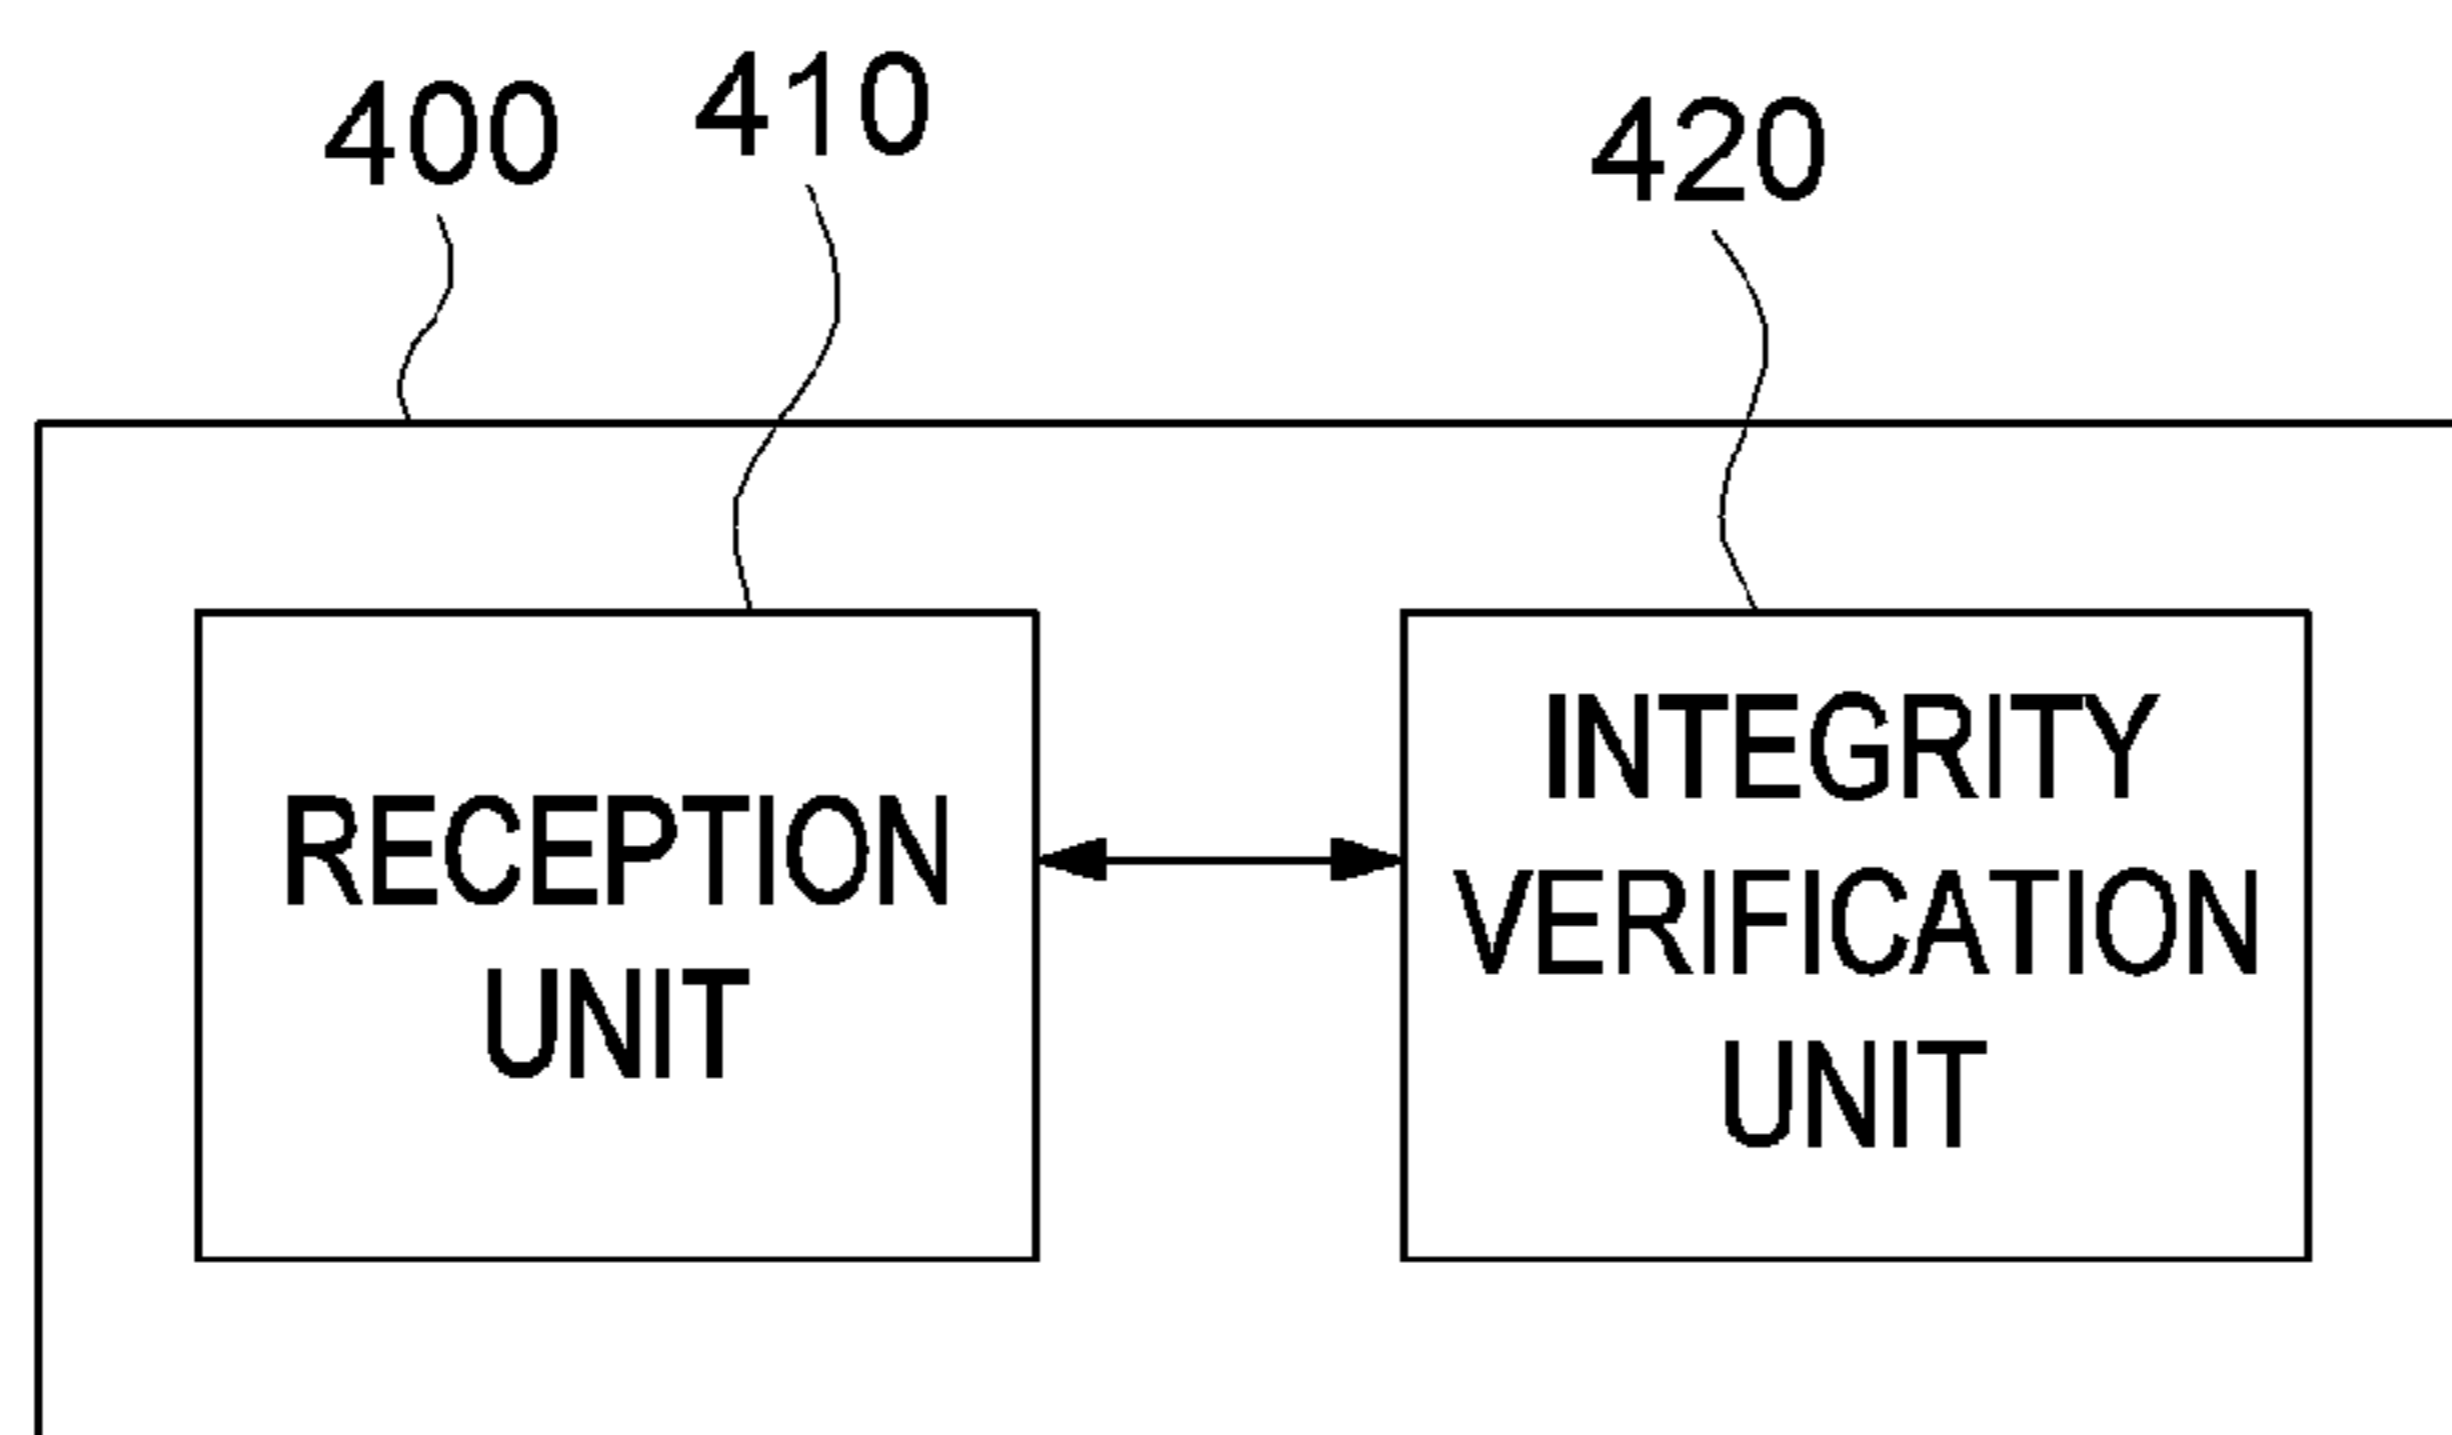 400
410
420
RECEPTION
UNIT
INTEGRITY
VERIFICATION
UNIT